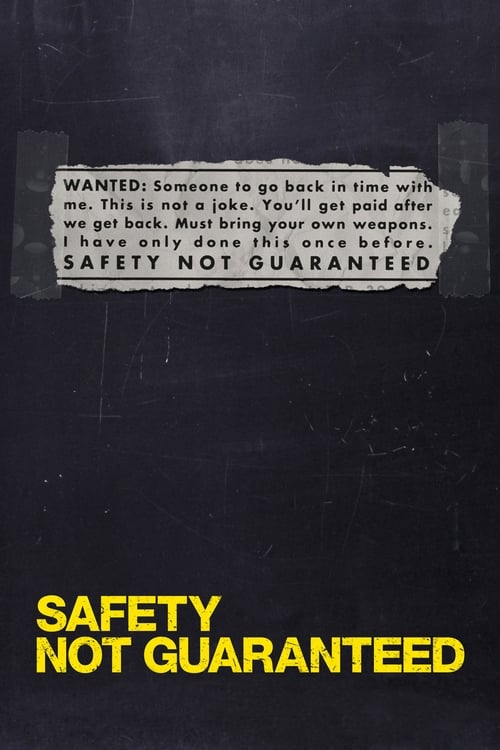 WANTED: Someone to go back in time with
me. This is not a joke. You'll get paid after
we get back. Must bring your own weapons.
I have only done this once before.
SAFETY NOT GUARANTEED
SAFETY
NOT GUARANTEED